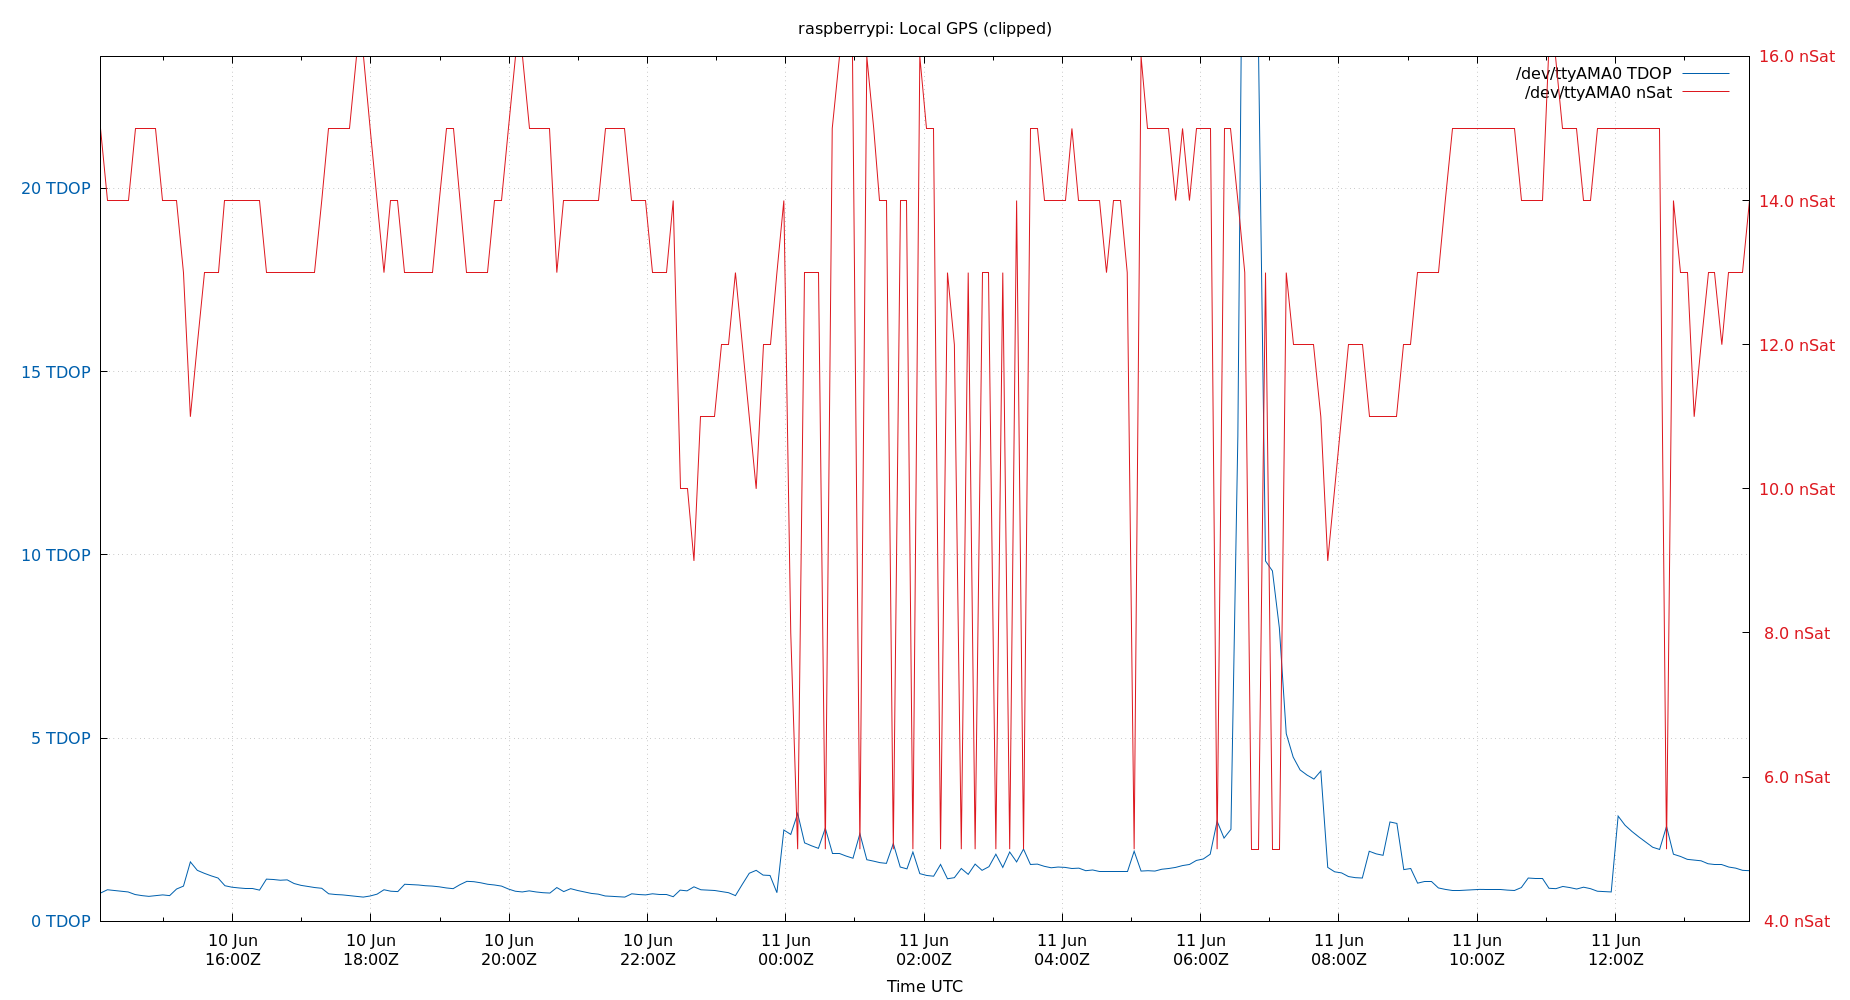 raspberrypi: Local GPS (clipped)
/dev/ttyAMA0 TDOP
/dev/ttyAMA0 nSat
20 TDOP
15 TDOP
10 TDOP
5 TDOP
0 TDOP
16.0 nSat
14.0 nSat
12.0 nSat
10.0 nSat
8.0 nSat
6.0 nSat
4.0 nSat
10 Jun
16:00Z
10 Jun
18:00Z
10 Jun
20:00Z
10 Jun
22:00Z
11 Jun
00:00Z
11 Jun
02:00Z
11 Jun
04:00Z
11 Jun
06:00Z
11 Jun
08:00Z
11 Jun
10:00Z
11 Jun
12:00Z
Time UTC